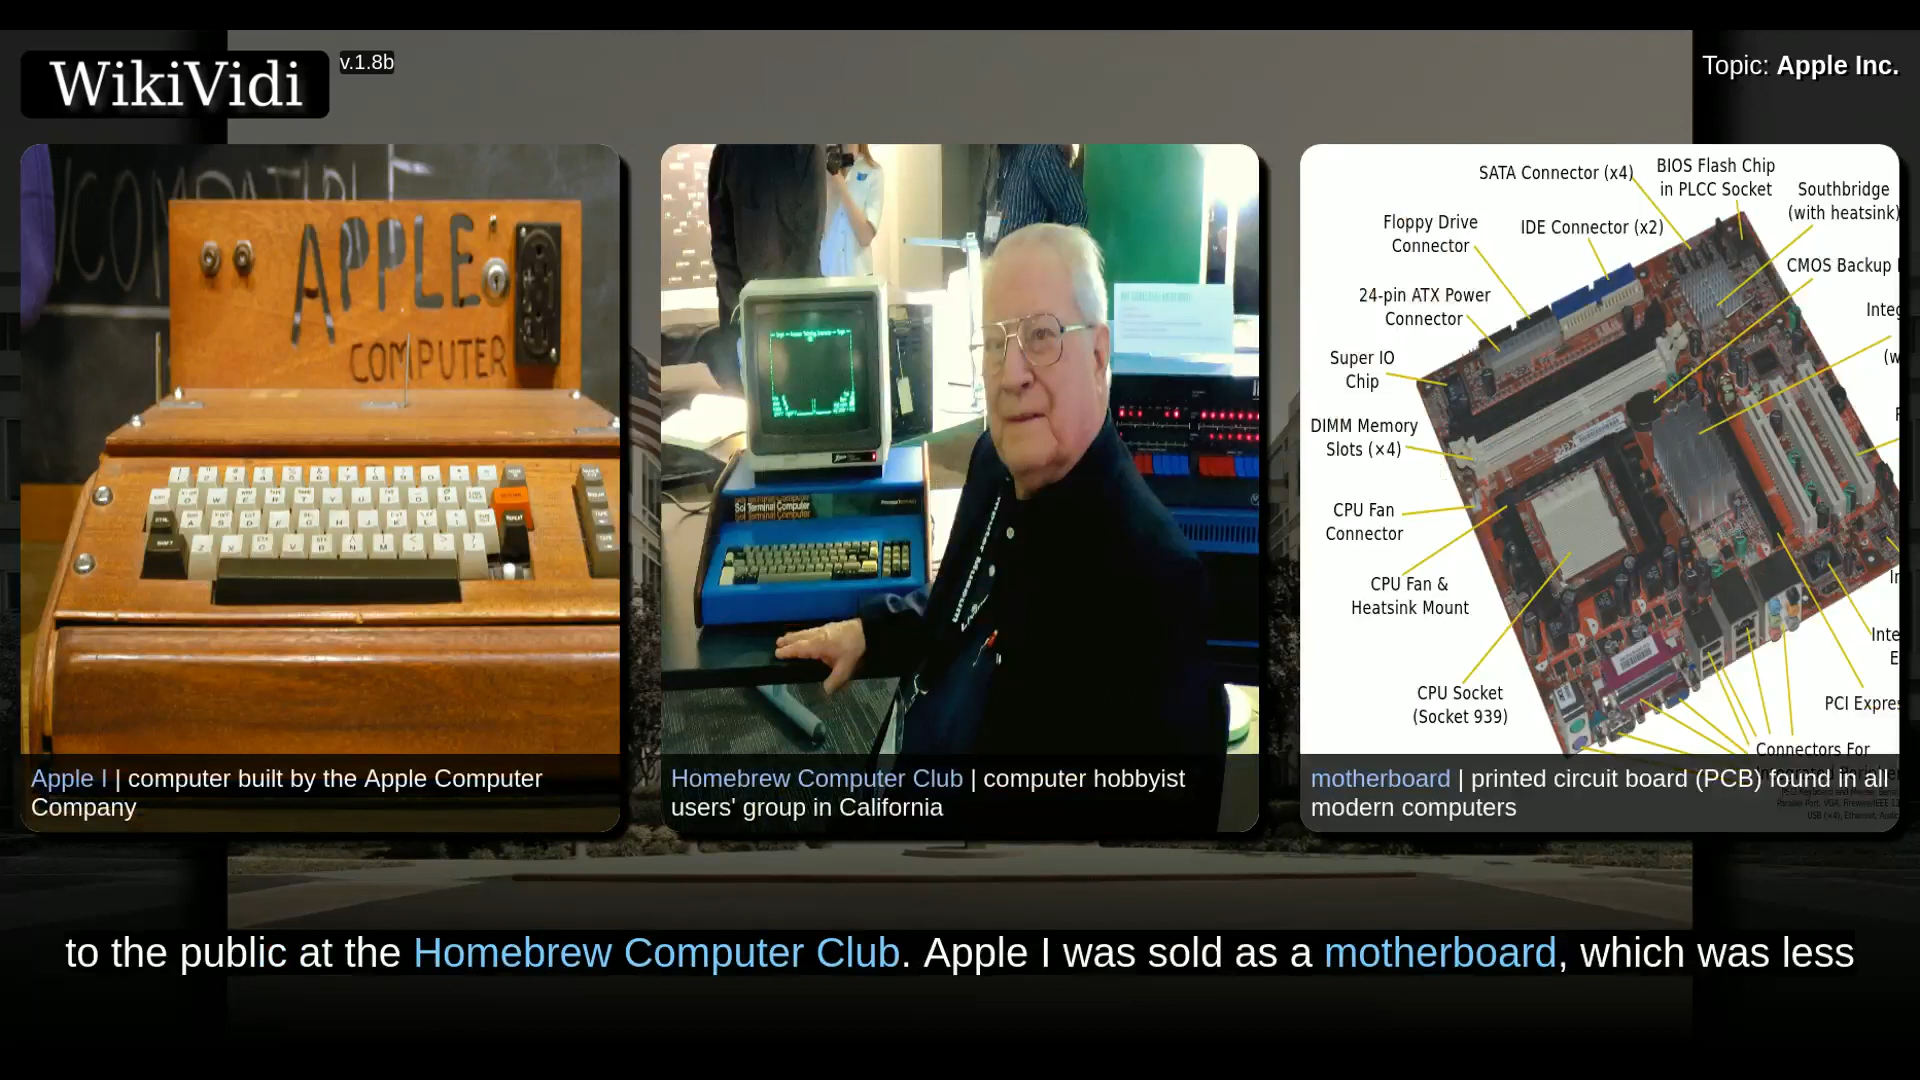 WikiVidi
v.1.8b
Topic: Apple Inc.
APPLE
COMPUTER
Sol Terminal Computer
SATA Connector (x4)
BIOS Flash Chip
in PLCC Socket
Southbridge
(with heatsink)
Floppy Drive
Connector
IDE Connector (x2)
CMOS Backup
24-pin ATX Power
Connector
Super IO
Chip
DIMM Memory
Slots (×4)
CPU Fan
Connector
CPU Fan &
Heatsink Mount
CPU Socket
(Socket 939)
Connectors For
Apple I | computer built by the Apple Computer
Company
Homebrew Computer Club | computer hobbyist
users' group in California
motherboard | printed circuit board (PCB) found in all
modern computers
to the public at the Homebrew Computer Club. Apple I was sold as a motherboard, which was less